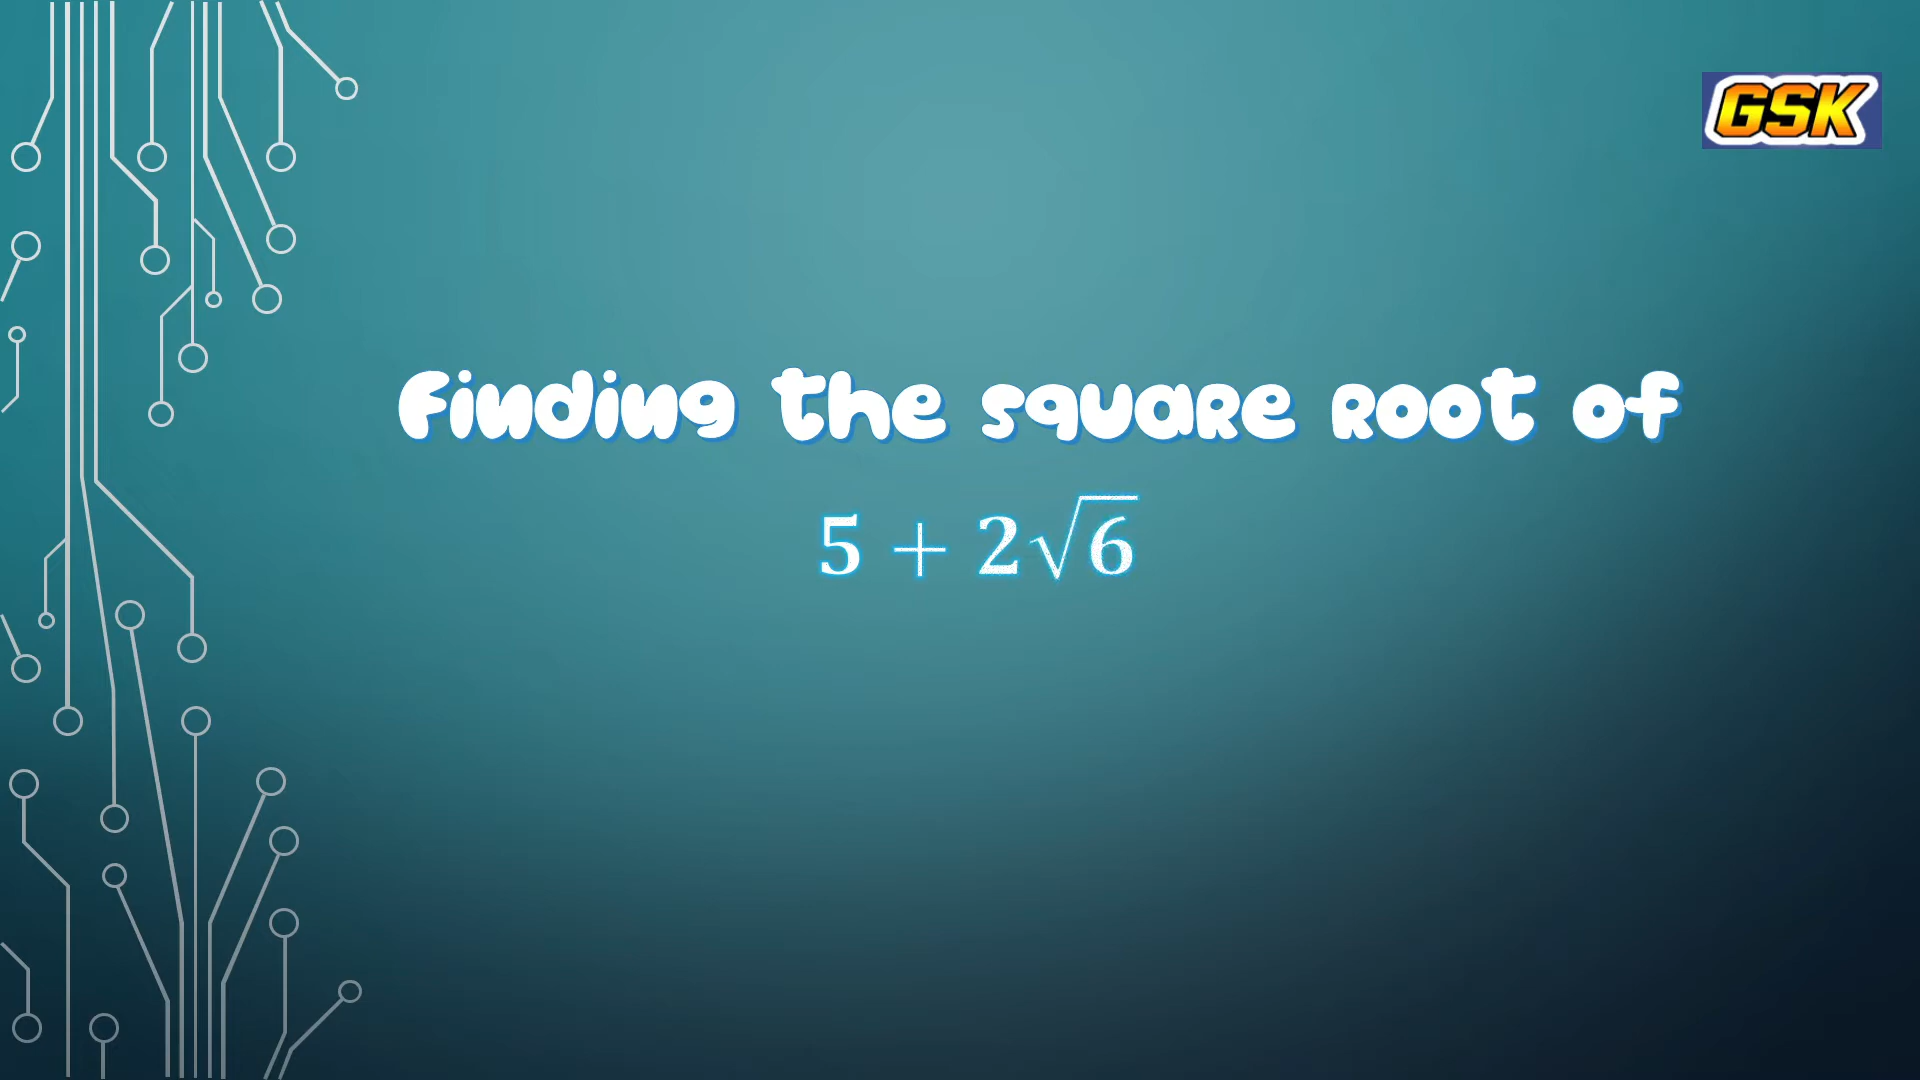 GSK
Finding the square root of
5 + 2√6